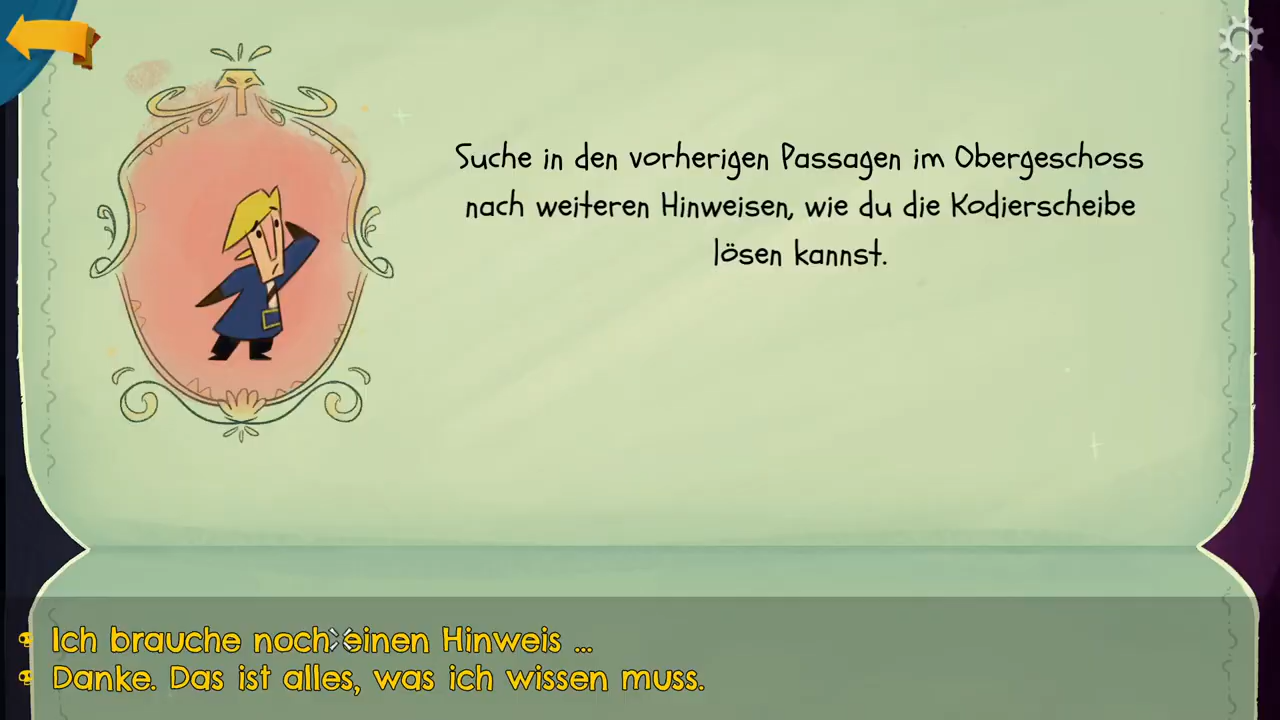 Suche in den vorherigen Passagen im Obergeschoss
nach weiteren Hinweisen, wie du die Kodierscheibe
lösen kannst.
Ich brauche noch einen Hinweis ...
Danke. Das ist alles, was ich wissen muss.